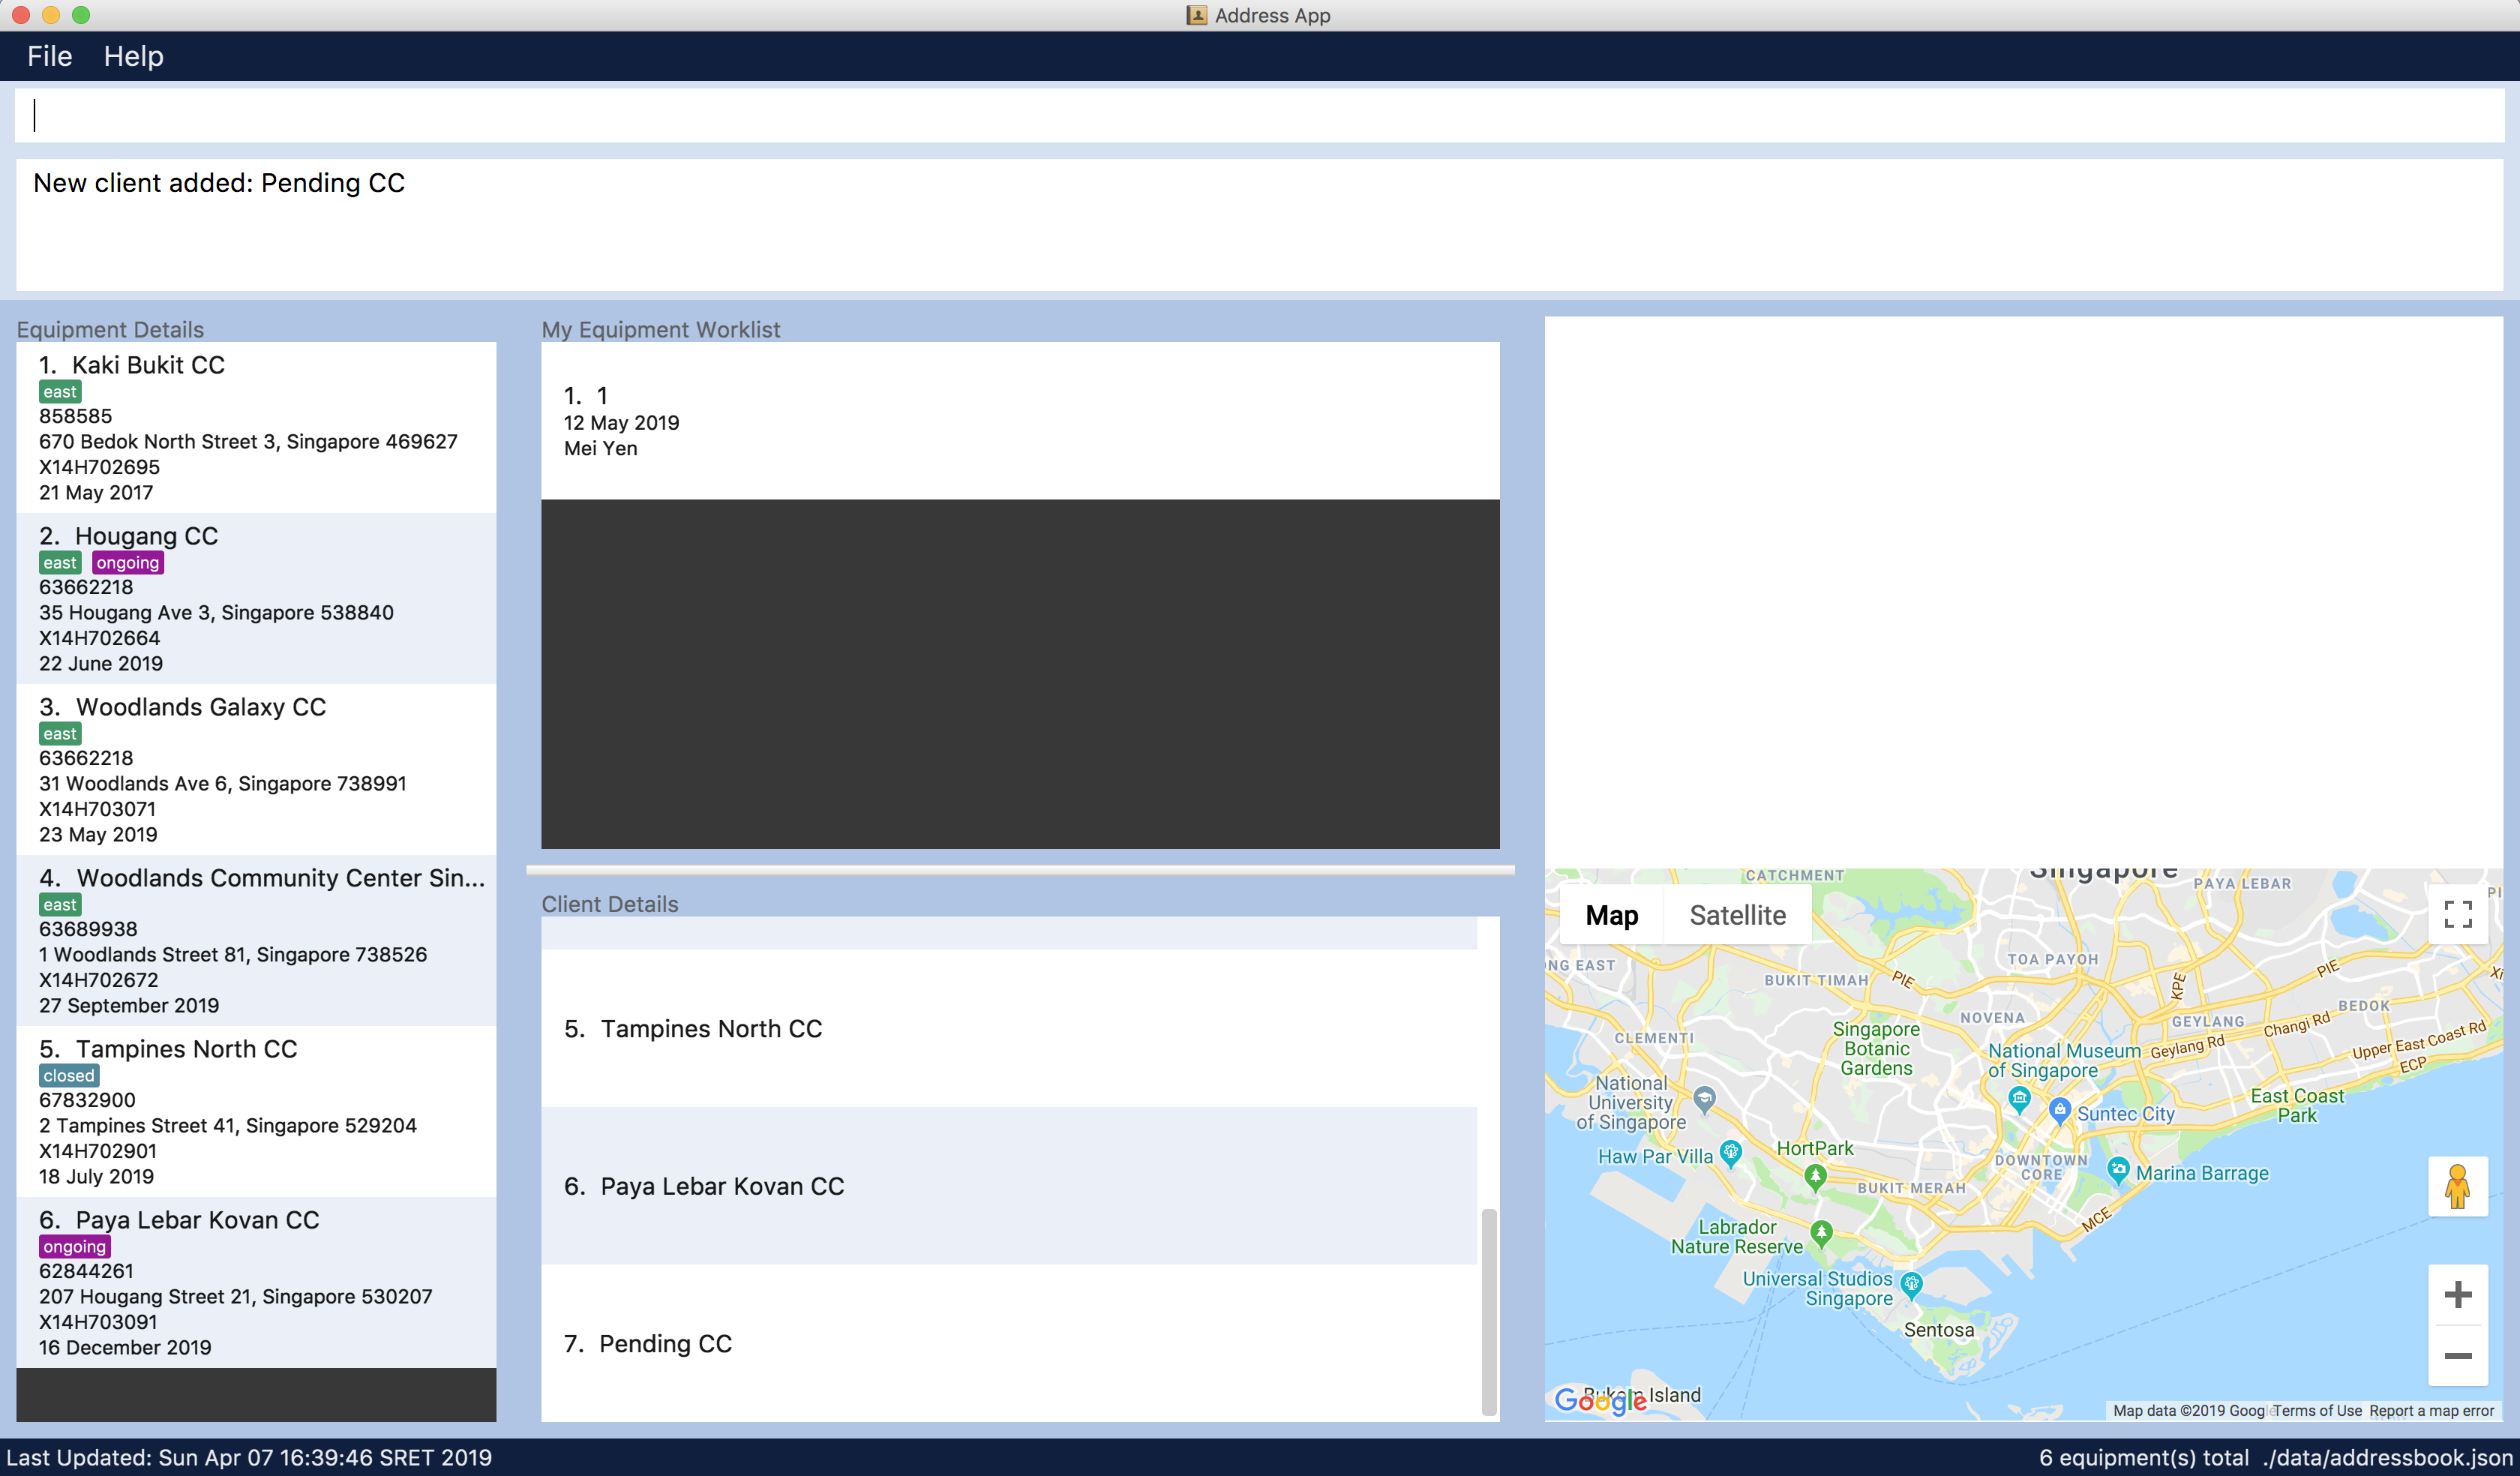 Address App
File Help
New client added: Pending CC
Equipment Details
1. Kaki Bukit CC
east
858585
670 Bedok North Street 3, Singapore 469627
X14H702695
21 May 2017
2. Hougang CC
east ongoing
63662218
35 Hougang Ave 3, Singapore 538840
X14H702664
22 June 2019
3. Woodlands Galaxy CC
east
63662218
31 Woodlands Ave 6, Singapore 738991
X14H703071
23 May 2019
4. Woodlands Community Center Sin...
east
63689938
1 Woodlands Street 81, Singapore 738526
X14H702672
27 September 2019
5. Tampines North CC
closed
67832900
2 Tampines Street 41, Singapore 529204
X14H702901
18 July 2019
6. Paya Lebar Kovan CC
ongoing
62844261
207 Hougang Street 21, Singapore 530207
X14H703091
16 December 2019
My Equipment Worklist
1. 1
12 May 2019
Mei Yen
Client Details
5. Tampines North CC
6. Paya Lebar Kovan CC
7. Pending CC
Singapore
CATCHMENT
PAYA LEBAR
Map Satellite
NG EAST
BUKIT TIMAH
PIE
TOA PAYOH
KPE
PIE
BEDOK
NOVENA
GEYLANG
Changi Rd
CLEMENTI
Singapore
Botanic
Gardens
National Museum
of Singapore
Geylang Rd
Upper East Coast Rd
ECP
National
University
of Singapore
Suntec City
East Coast
Park
Haw Par Villa
HortPark
DOWNTOWN
CORE
Marina Barrage
BUKIT MERAH
MCE
Labrador
Nature Reserve
Universal Studios
Singapore
Sentosa
Bukom Island
Google
Map data ©2019 Googl Terms of Use Report a map error
Last Updated: Sun Apr 07 16:39:46 SRET 2019
6 equipment(s) total ./data/addressbook.json